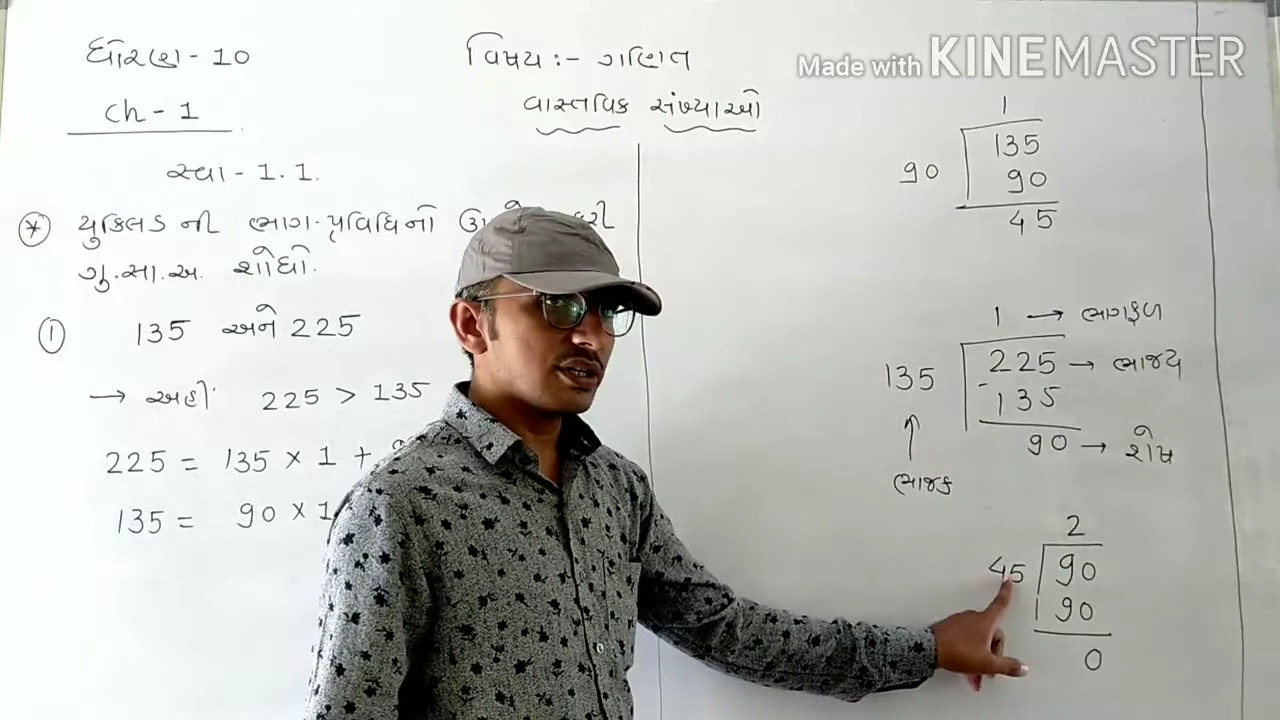 ધોરણ - 10
વિષય :- ગણિત
Made with KINEMASTER
Ch - 1
વાસ્તવિક સંખ્યાઓ
સ્વા - 1.1.
* યુક્લિડ ની ભાગ-પ્રવિધિનો
ગુ.સા.અ. શોધો.
① 135 અને 225
→ અહીં 225 > 135
225 = 135 × 1 +
135 = 90 × 1
1
90 135
90
45
1 → ભાગફળ
135 225 → ભાજ્ય
- 135
90 → શેષ
↑
ભાજક
2
45 90
90
0